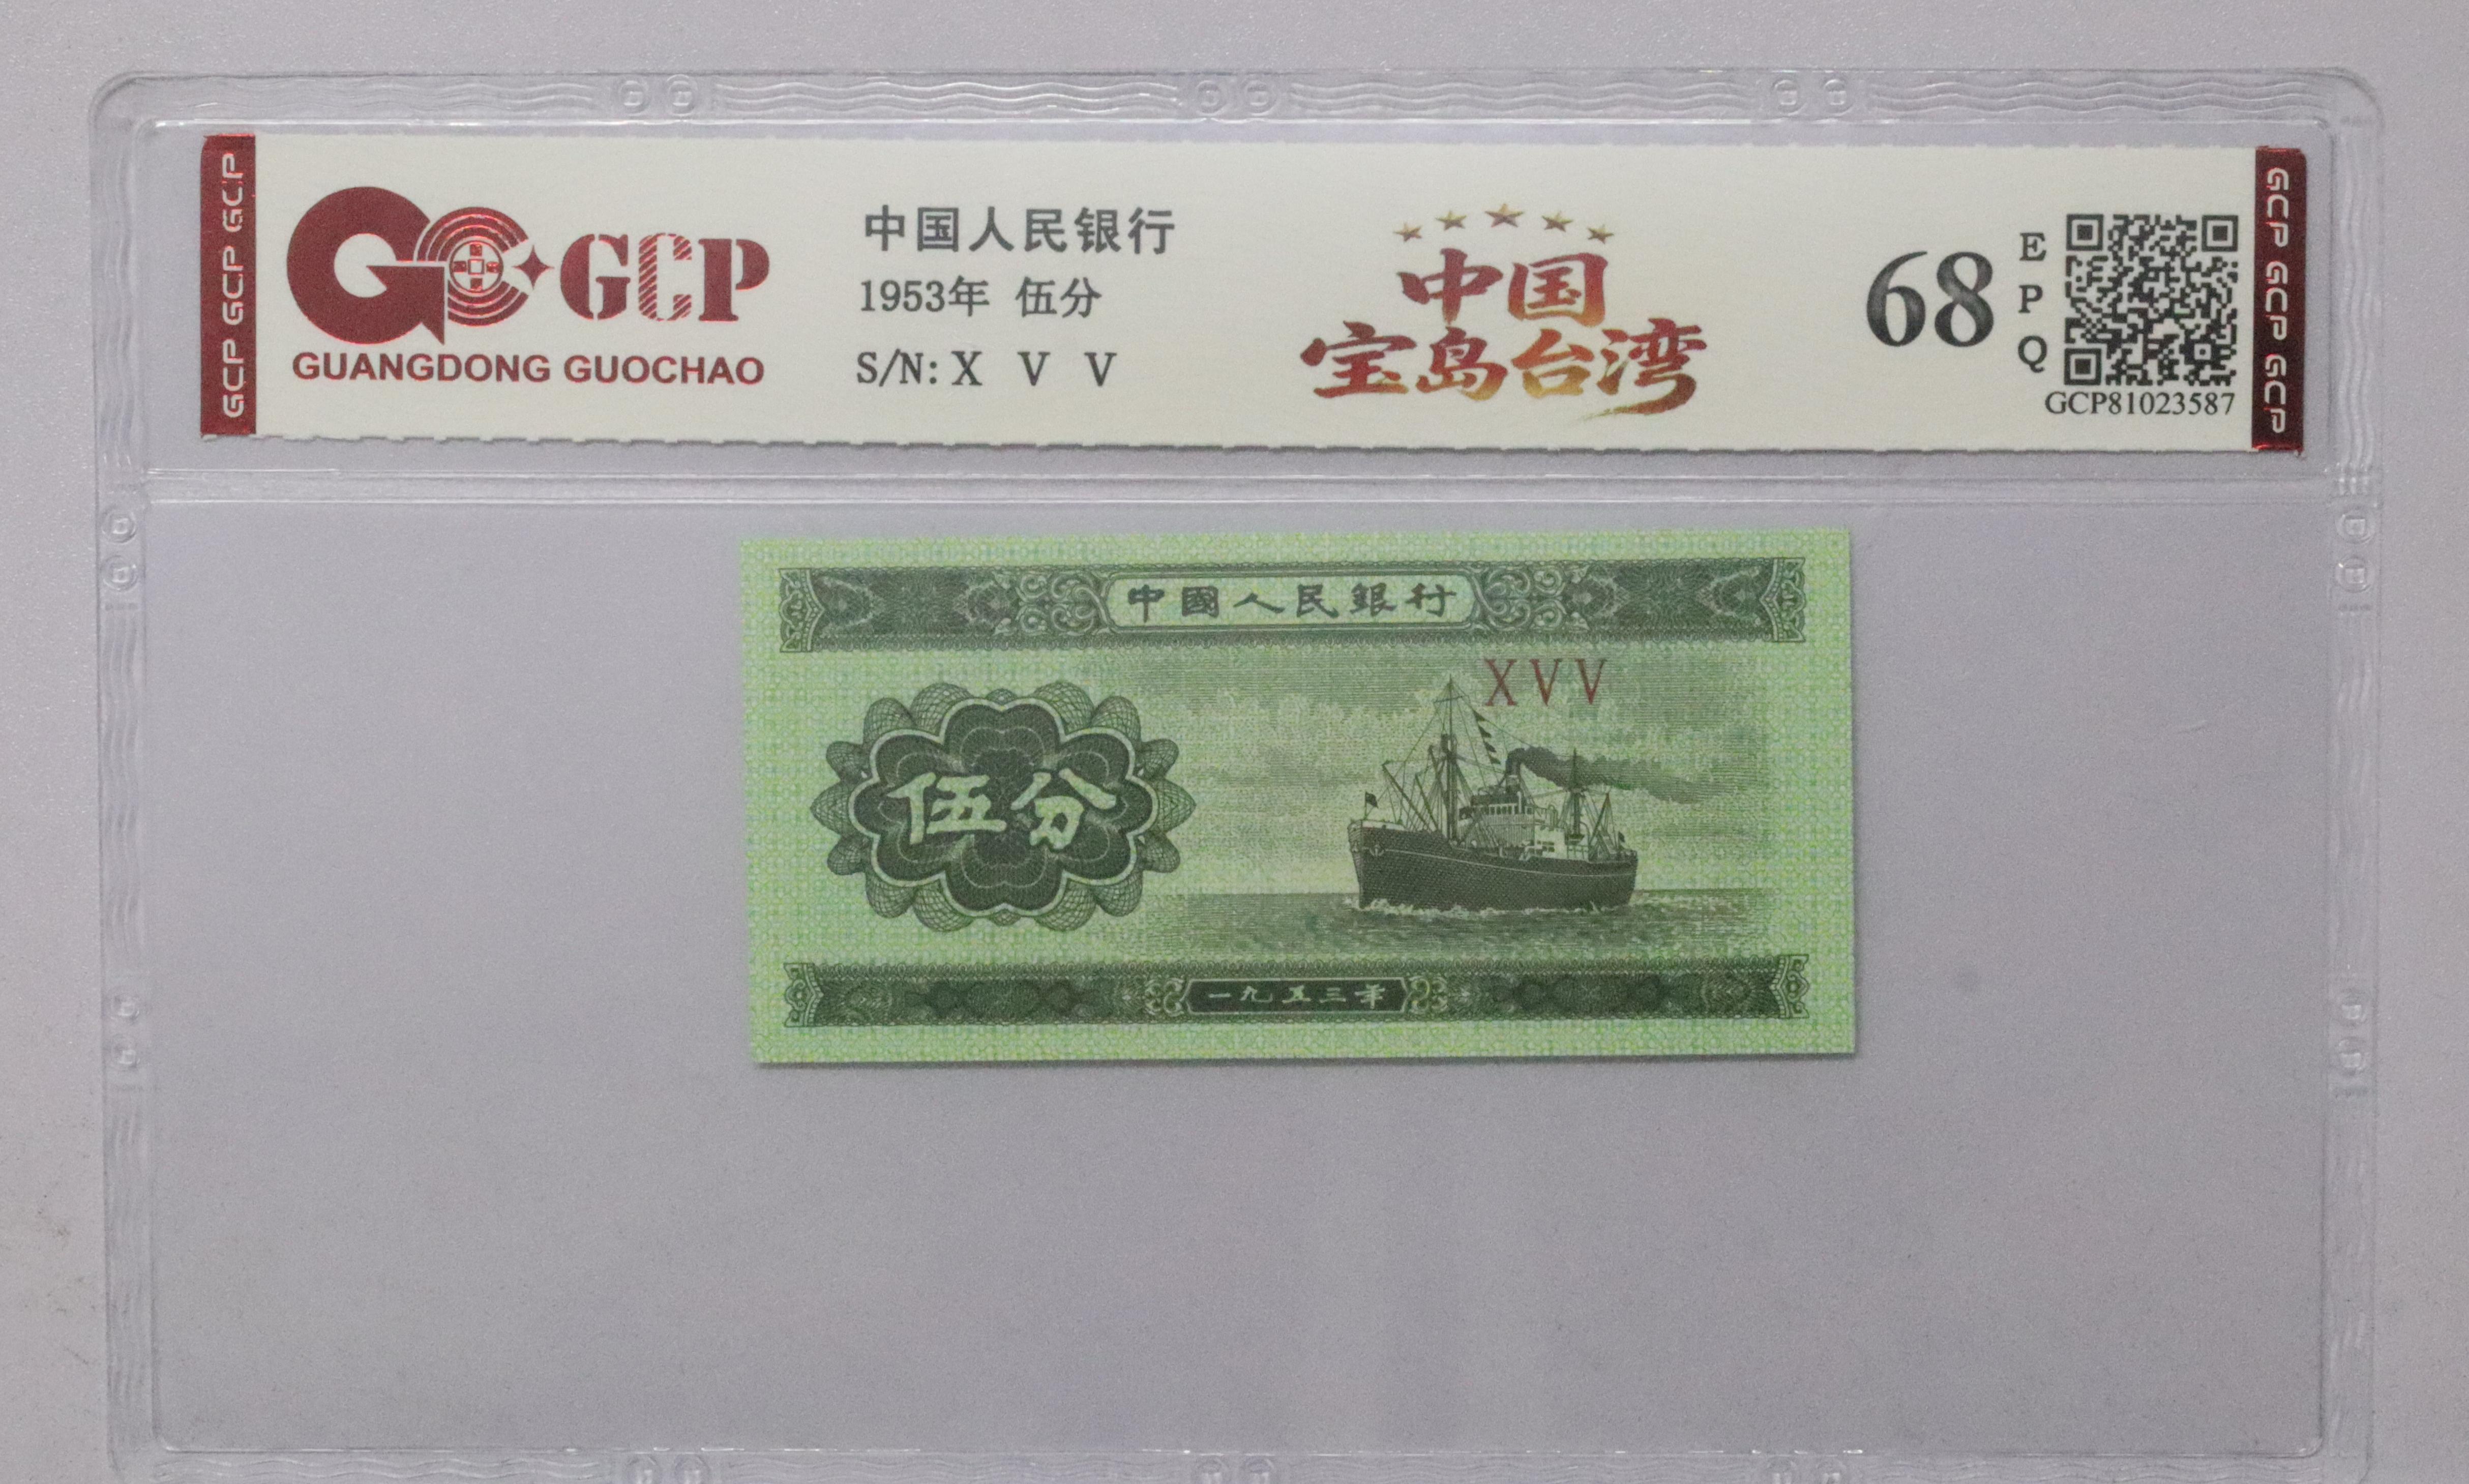 GCP GCP GCP
GCP
GUANGDONG GUOCHAO
中国人民银行
1953年 伍分
S/N: X V V
中国
宝岛台湾
68
E
P
Q
GCP81023587
GCP GCP GCP
中國人民銀行
XVV
伍分
一九五三年